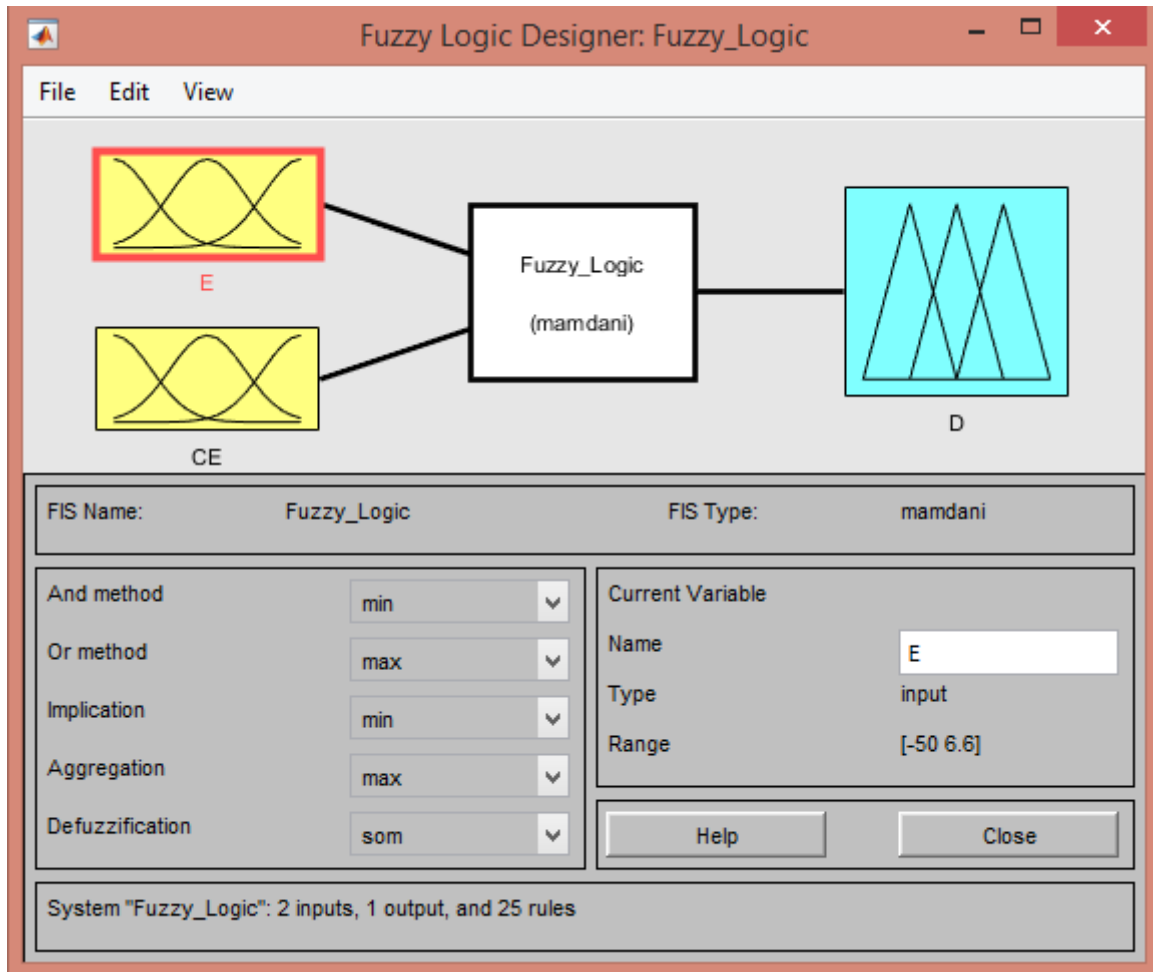 Fuzzy Logic Designer: Fuzzy_Logic
File Edit View
E
CE
Fuzzy_Logic
(mamdani)
D
FIS Name: Fuzzy_Logic FIS Type: mamdani
And method min
Or method max
Implication min
Aggregation max
Defuzzification som
Current Variable
Name E
Type input
Range [-50 6.6]
Help Close
System "Fuzzy_Logic": 2 inputs, 1 output, and 25 rules